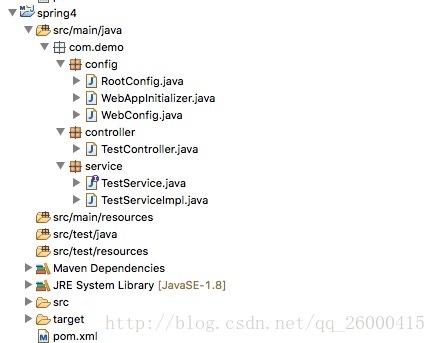 spring4
src/main/java
com.demo
config
RootConfig.java
WebAppInitializer.java
WebConfig.java
controller
TestController.java
service
TestService.java
TestServiceImpl.java
src/main/resources
src/test/java
src/test/resources
Maven Dependencies
JRE System Library [JavaSE-1.8]
src
target
http://blog.csdn.net/qq_26000415
pom.xml